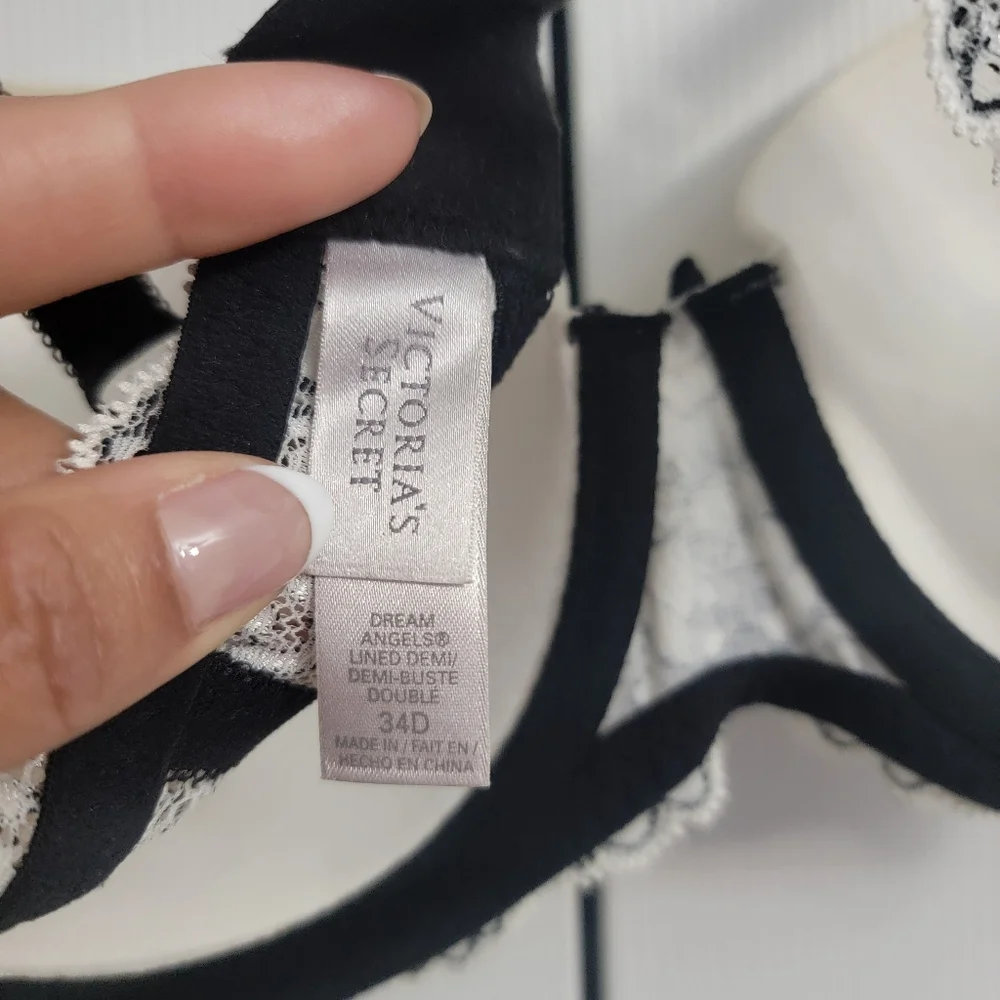 VICTORIA'S
SECRET
DREAM
ANGELS®
LINED DEMI/
DEMI-BUSTE
DOUBLÉ
34D
MADE IN / FAIT EN /
HECHO EN CHINA